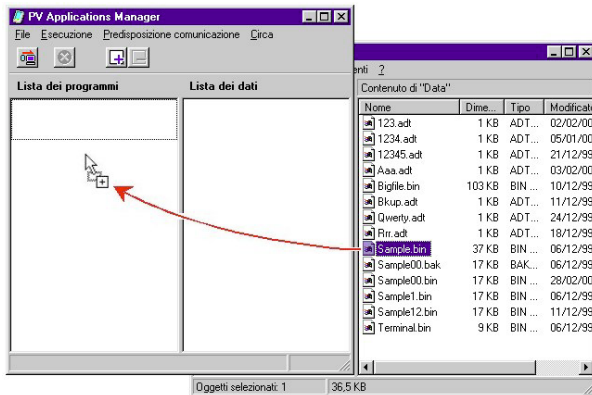 PV Applications Manager
File Esecuzione Predisposizione comunicazione Circa
Lista dei programmi Lista dei dati
enti ?
Contenuto di "Data"
Nome Dime... Tipo Modificato
123.adt 1 KB ADT... 02/02/00
1234.adt 1 KB ADT... 05/01/00
12345.adt 1 KB ADT... 21/12/99
Aaa.adt 1 KB ADT... 03/02/00
Bigfile.bin 103 KB BIN ... 10/12/99
Bkup.adt 1 KB ADT... 11/12/99
Qwerty.adt 1 KB ADT... 24/12/99
Rrr.adt 1 KB ADT... 18/12/99
Sample.bin 37 KB BIN ... 06/12/99
Sample00.bak 17 KB BAK... 06/12/99
Sample00.bin 17 KB BIN ... 28/02/00
Sample1.bin 17 KB BIN ... 06/12/99
Sample12.bin 17 KB BIN ... 11/12/99
Terminal.bin 9 KB BIN ... 06/12/99
Oggetti selezionati: 1 36,5 KB